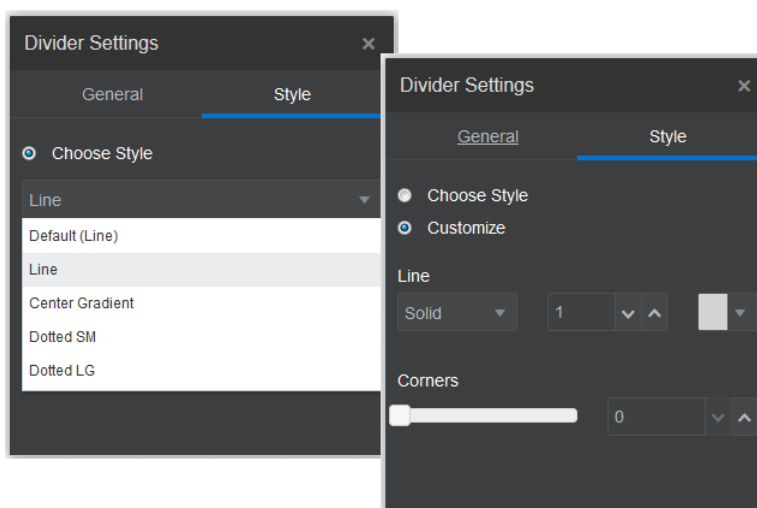 Divider Settings ×
General Style
Choose Style
Line
Default (Line)
Line
Center Gradient
Dotted SM
Dotted LG
Divider Settings ×
General Style
Choose Style
Customize
Line
Solid 1
Corners
0